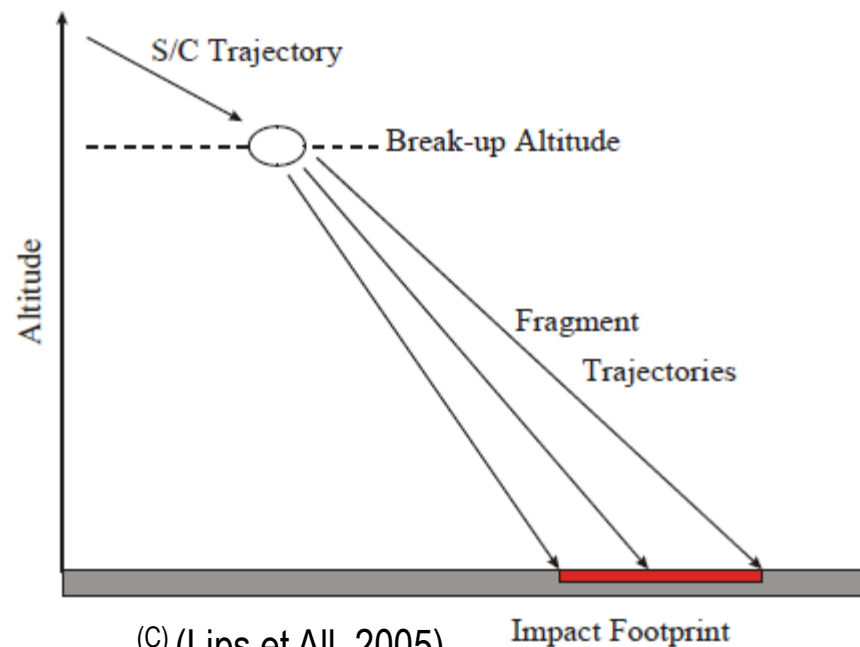 S/C Trajectory
Break-up Altitude
Altitude
Fragment
Trajectories
Impact Footprint
(C) (Lips et All, 2005)